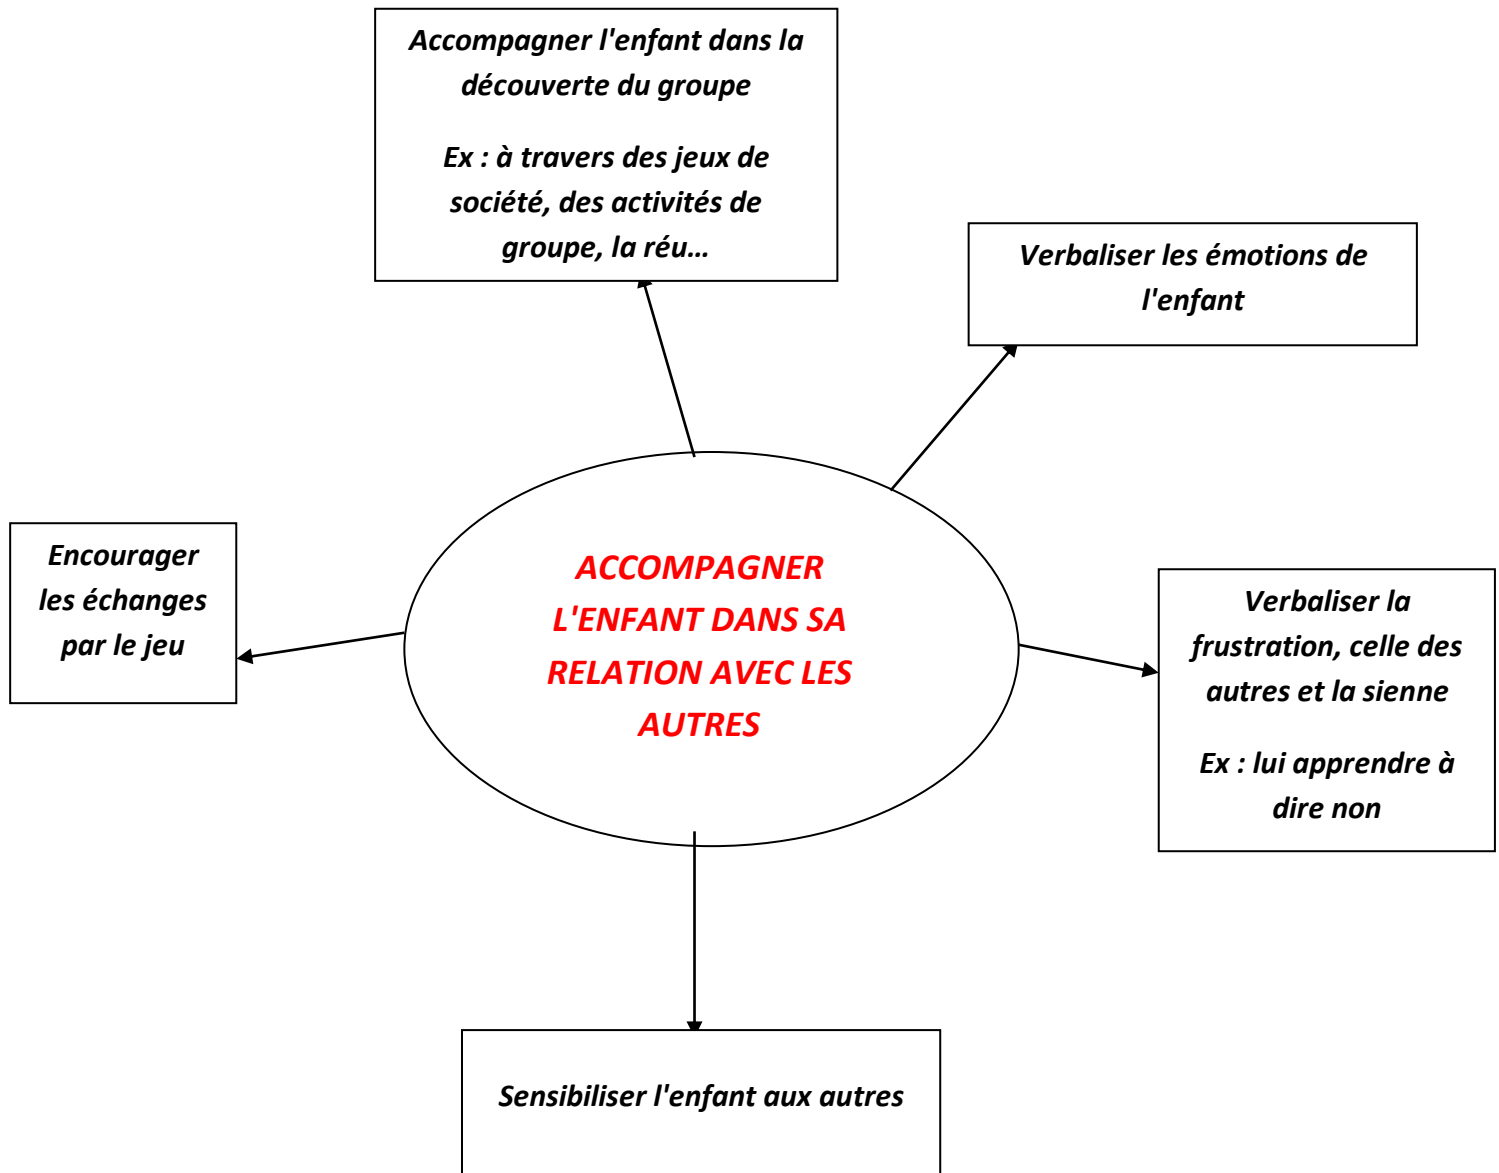 Accompagner l'enfant dans la
découverte du groupe
Ex : à travers des jeux de
société, des activités de
groupe, la réu…
Verbaliser les émotions de
l'enfant
Encourager
les échanges
par le jeu
ACCOMPAGNER
L'ENFANT DANS SA
RELATION AVEC LES
AUTRES
Verbaliser la
frustration, celle des
autres et la sienne
Ex : lui apprendre à
dire non
Sensibiliser l'enfant aux autres